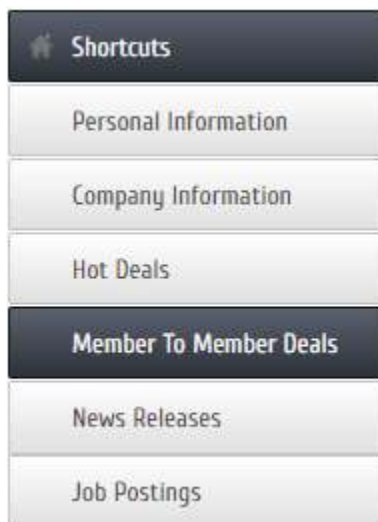 Shortcuts
Personal Information
Company Information
Hot Deals
Member To Member Deals
News Releases
Job Postings